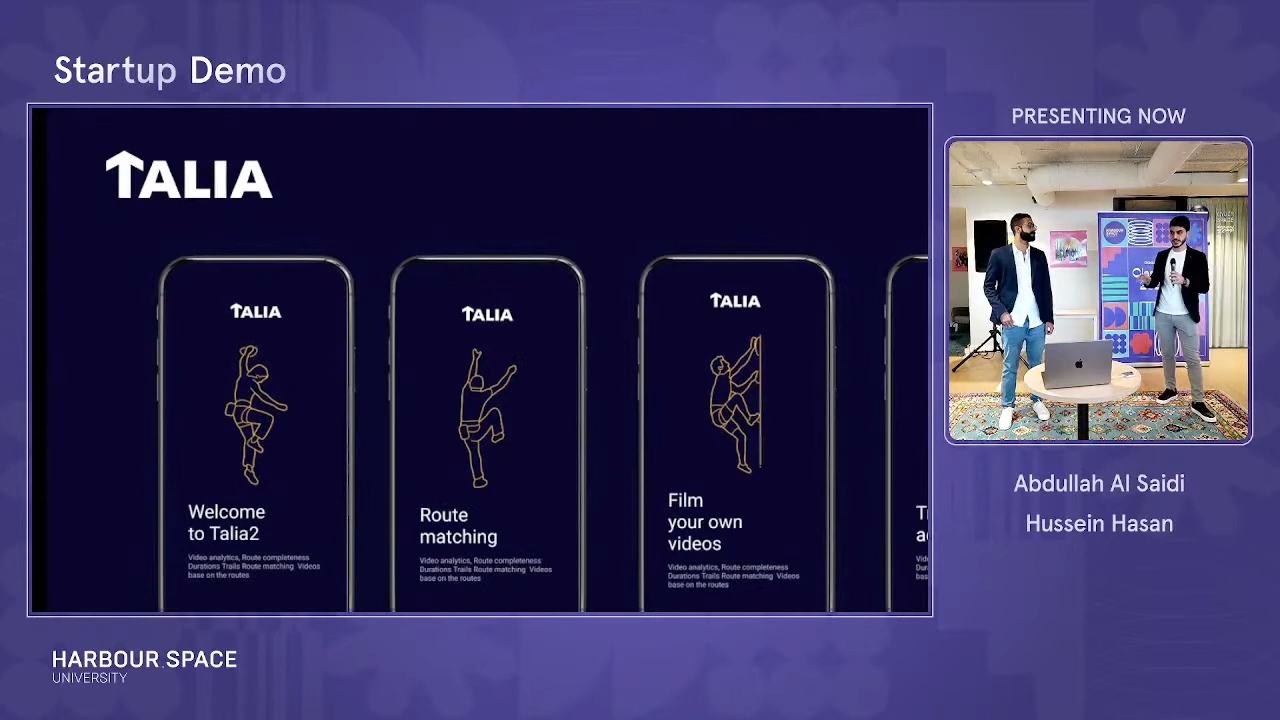 Startup Demo
TALIA
TALIA
Welcome
to Talia2
Video analytics, Route completeness
Durations Trails Route matching Videos
base on the routes
TALIA
Route
matching
Video analytics, Route completeness
Durations Trails Route matching Videos
base on the routes
TALIA
Film
your own
videos
Video analytics, Route completeness
Durations Trails Route matching Videos
base on the routes
PRESENTING NOW
Abdullah Al Saidi
Hussein Hasan
HARBOUR.SPACE
UNIVERSITY